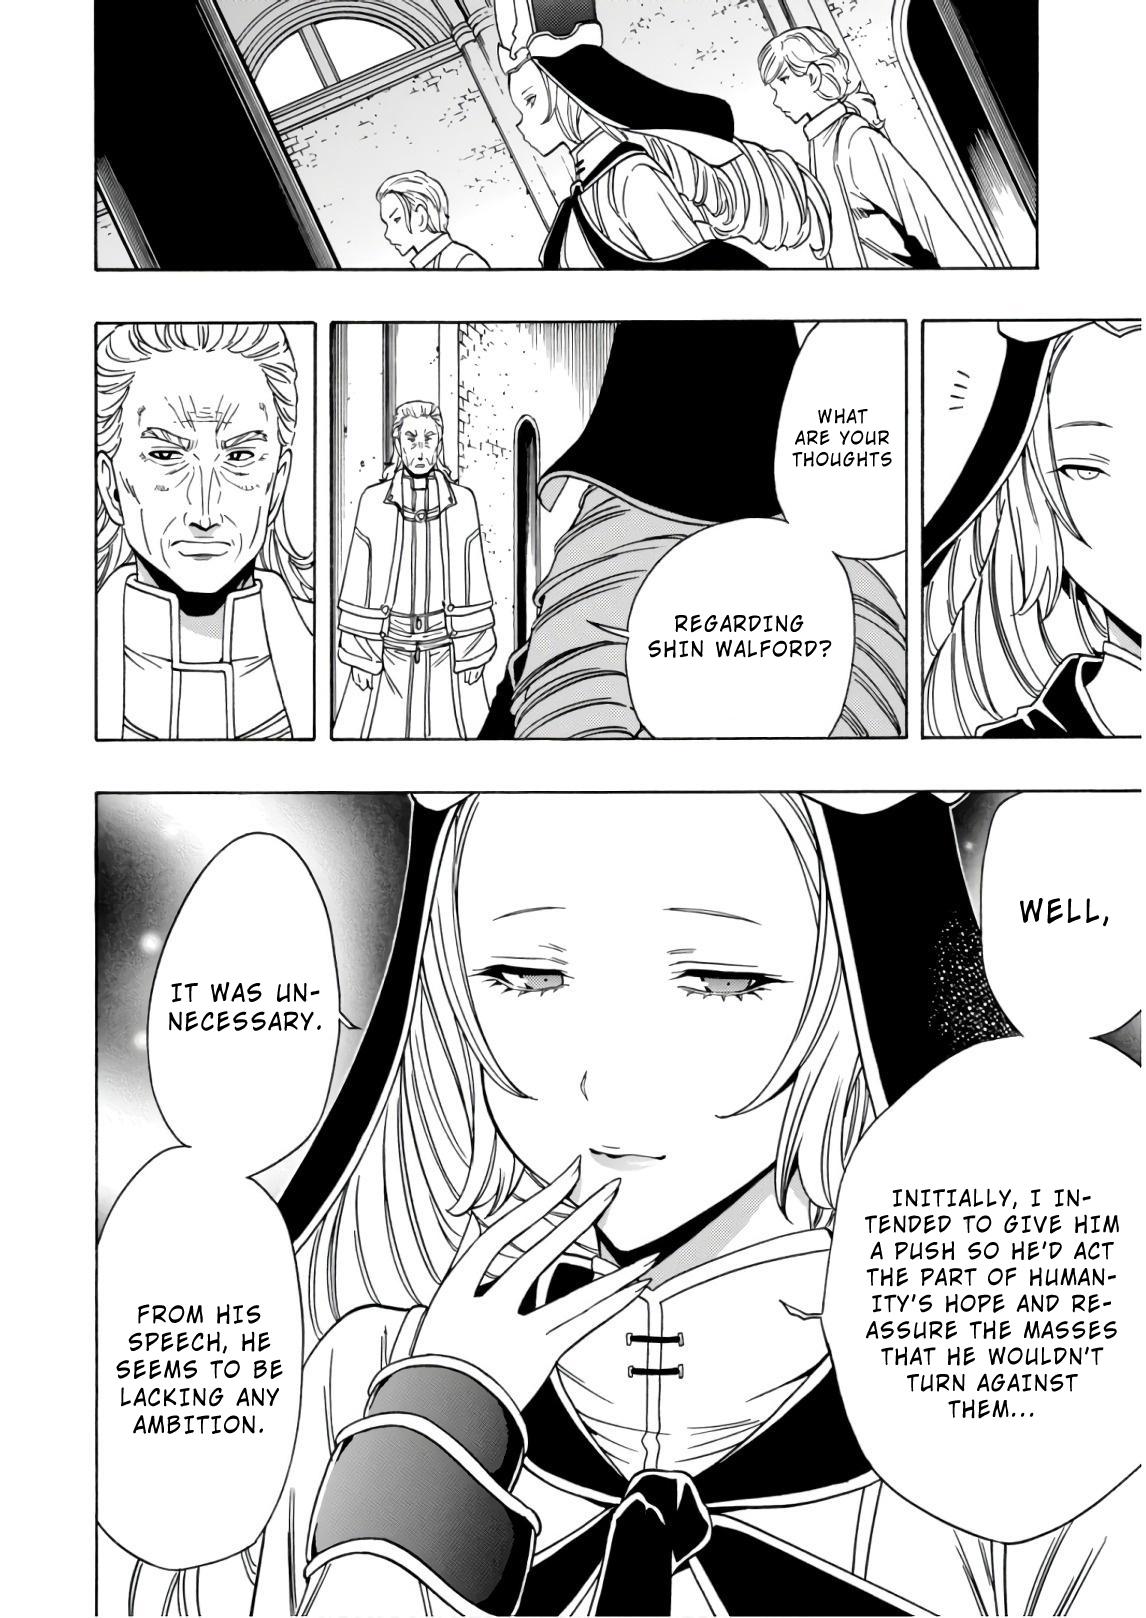 WHAT
ARE YOUR
THOUGHTS
REGARDING
SHIN WALFORD?
WELL,
INITIALLY, I IN-
TENDED TO GIVE HIM
A PUSH SO HE'D ACT
THE PART OF HUMAN-
ITY'S HOPE AND RE-
ASSURE THE MASSES
THAT HE WOULDN'T
TURN AGAINST
THEM...
IT WAS UN-
NECESSARY.
FROM HIS
SPEECH, HE
SEEMS TO BE
LACKING ANY
AMBITION.